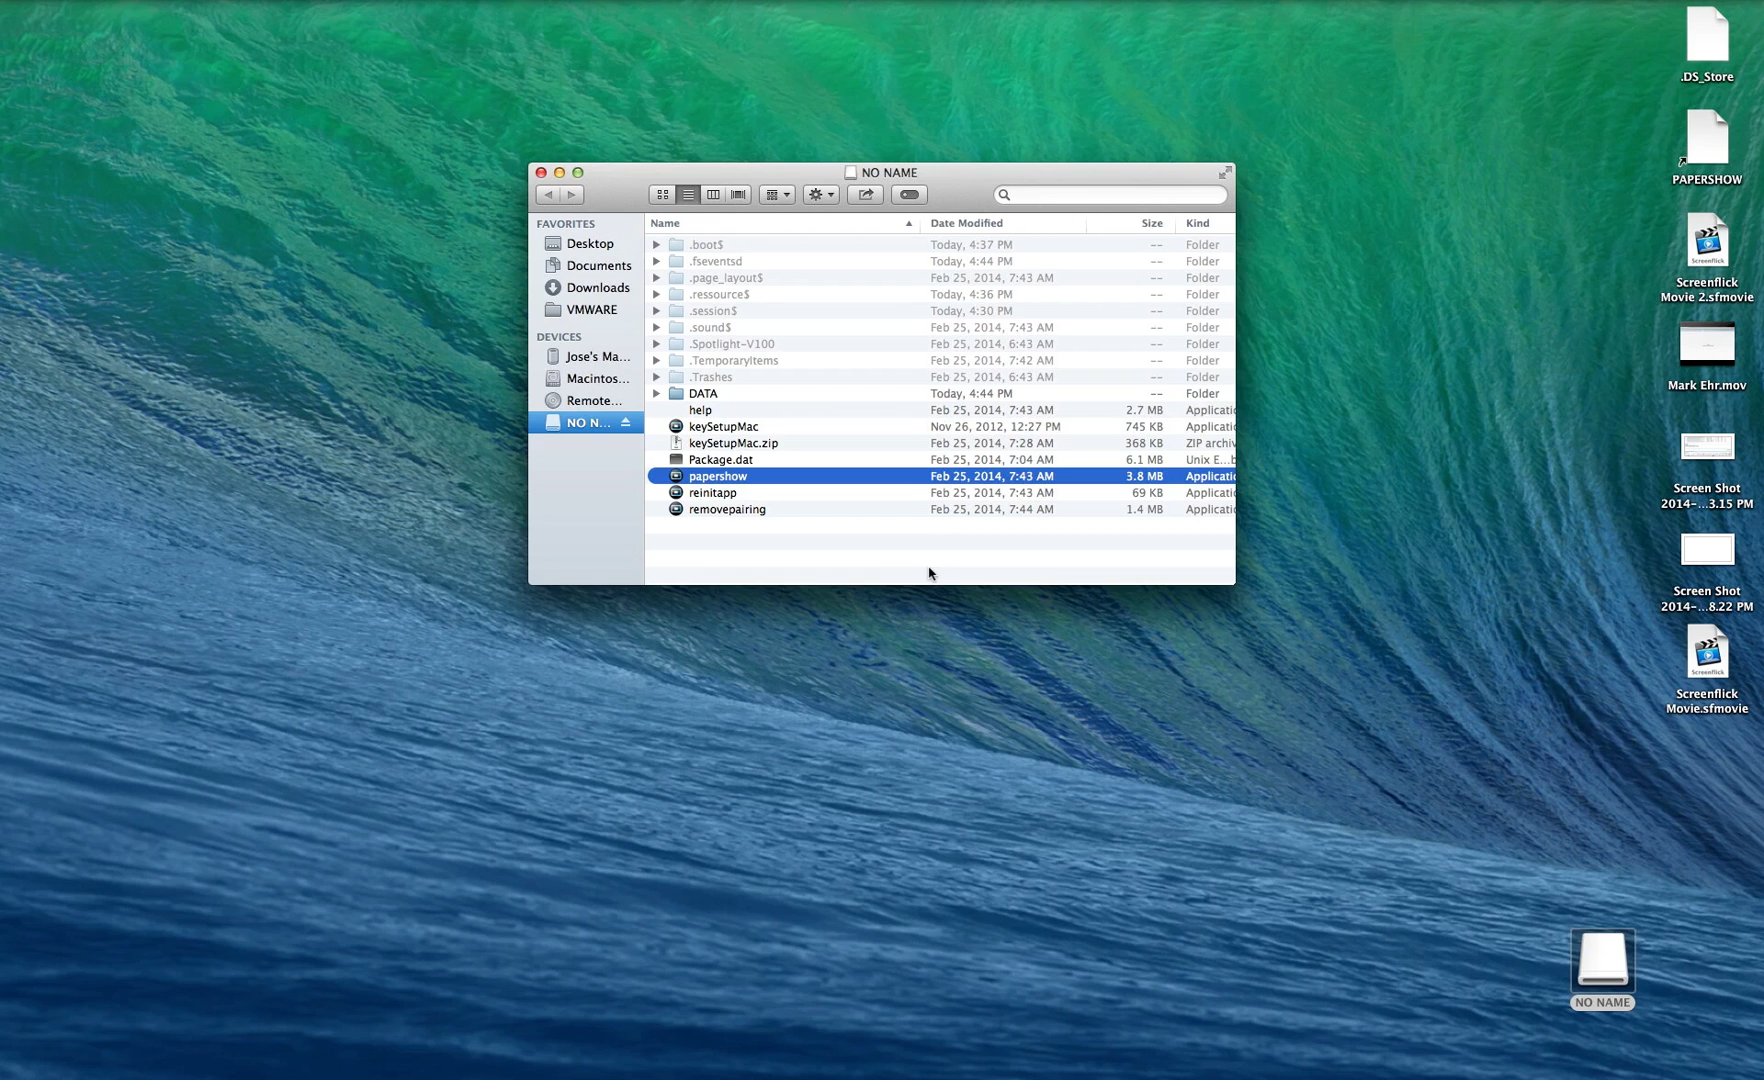 NO NAME
FAVORITES
Desktop
Documents
Downloads
VMWARE
DEVICES
Jose's Ma...
Macintos...
Remote...
NO N...
Name Date Modified Size Kind
.boot$ Today, 4:37 PM -- Folder
.fseventsd Today, 4:44 PM -- Folder
.page_layout$ Feb 25, 2014, 7:43 AM -- Folder
.ressource$ Today, 4:36 PM -- Folder
.session$ Today, 4:30 PM -- Folder
.sound$ Feb 25, 2014, 7:43 AM -- Folder
.Spotlight-V100 Feb 25, 2014, 6:43 AM -- Folder
.TemporaryItems Feb 25, 2014, 7:42 AM -- Folder
.Trashes Feb 25, 2014, 6:43 AM -- Folder
DATA Today, 4:44 PM -- Folder
help Feb 25, 2014, 7:43 AM 2.7 MB Applicatic
keySetupMac Nov 26, 2012, 12:27 PM 745 KB Applicatic
keySetupMac.zip Feb 25, 2014, 7:28 AM 368 KB ZIP archiv
Package.dat Feb 25, 2014, 7:04 AM 6.1 MB Unix E...b
papershow Feb 25, 2014, 7:43 AM 3.8 MB Applicatic
reinitapp Feb 25, 2014, 7:43 AM 69 KB Applicatic
removepairing Feb 25, 2014, 7:44 AM 1.4 MB Applicatic
.DS_Store
PAPERSHOW
Screenflick
Screenflick
Movie 2.sfmovie
Mark Ehr.mov
Screen Shot
2014-...3.15 PM
Screen Shot
2014-...8.22 PM
Screenflick
Screenflick
Movie.sfmovie
NO NAME